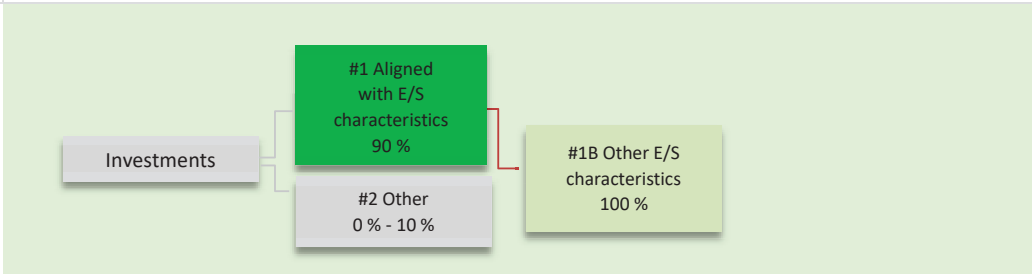 Investments
#1 Aligned
with E/S
characteristics
90 %
#2 Other
0 % - 10 %
#1B Other E/S
characteristics
100 %